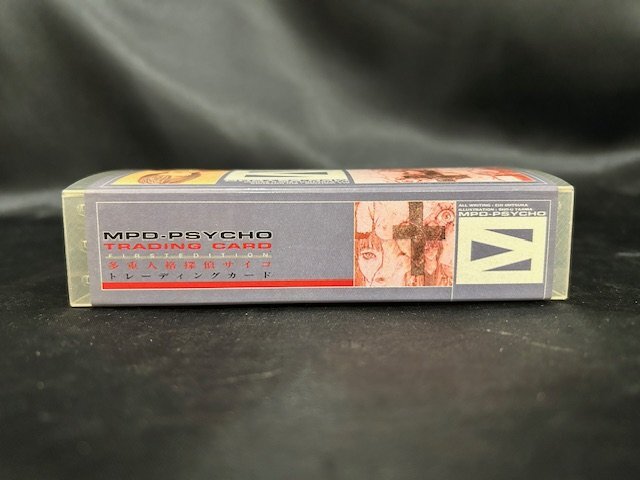 MPD-PSYCHO
TRADING CARD
FIRST EDITION
多重人格探偵サイコ
トレーディングカード
ALL WRITING : EIJI OHTSUKA
ILLUSTRATION : SHO-U TAJIMA
MPD-PSYCHO